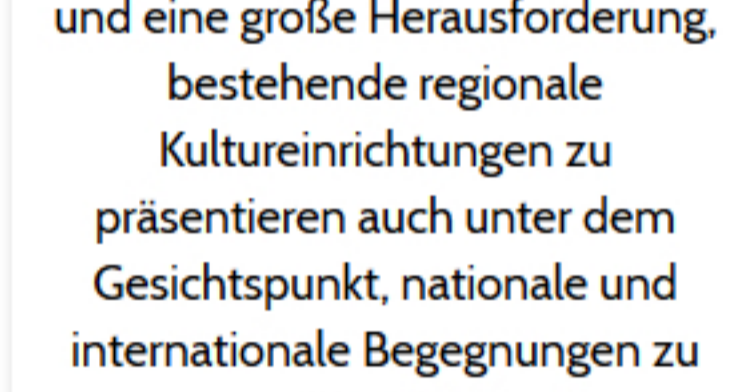 und eine große Herausforderung,
bestehende regionale
Kultureinrichtungen zu
präsentieren auch unter dem
Gesichtspunkt, nationale und
internationale Begegnungen zu